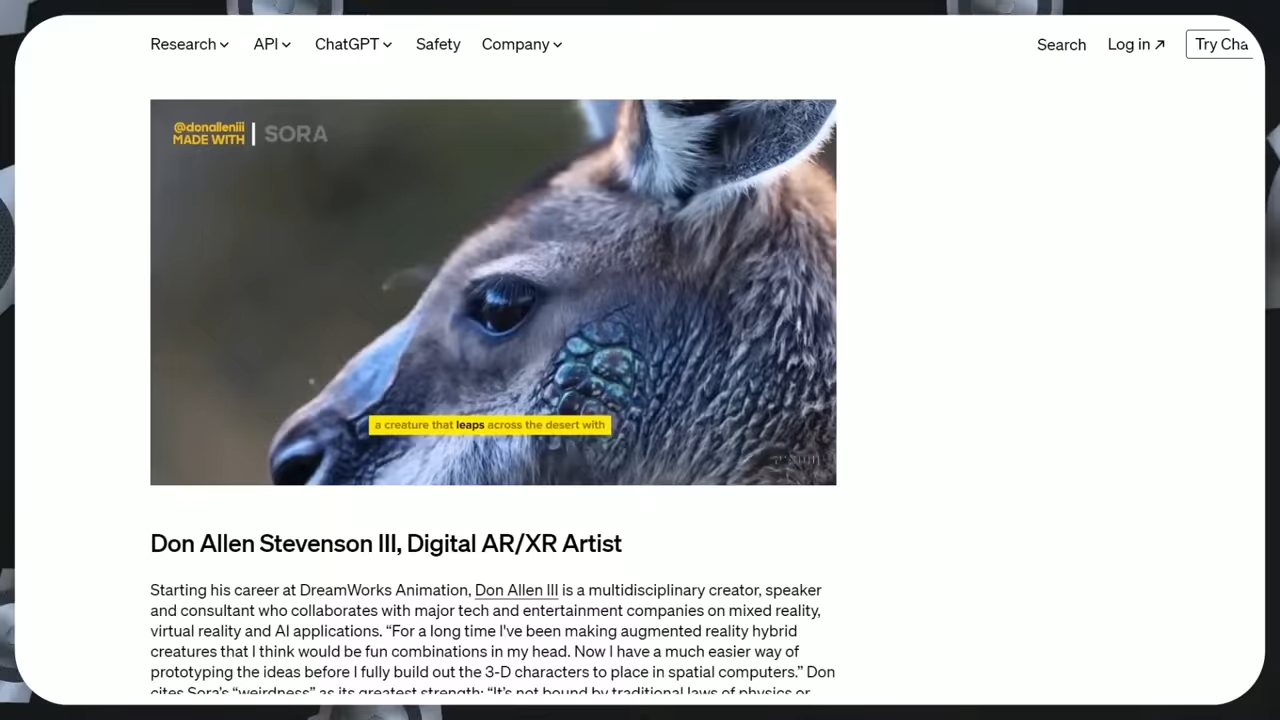 Research API ChatGPT Safety Company Search Log in ↗ Try Cha
@donalleniii
MADE WITH | SORA
a creature that leaps across the desert with
Don Allen Stevenson III, Digital AR/XR Artist
Starting his career at DreamWorks Animation, Don Allen III is a multidisciplinary creator, speaker
and consultant who collaborates with major tech and entertainment companies on mixed reality,
virtual reality and AI applications. “For a long time I've been making augmented reality hybrid
creatures that I think would be fun combinations in my head. Now I have a much easier way of
prototyping the ideas before I fully build out the 3-D characters to place in spatial computers.” Don
cites Sora’s “weirdness” as its greatest strength: “It’s not bound by traditional laws of physics or